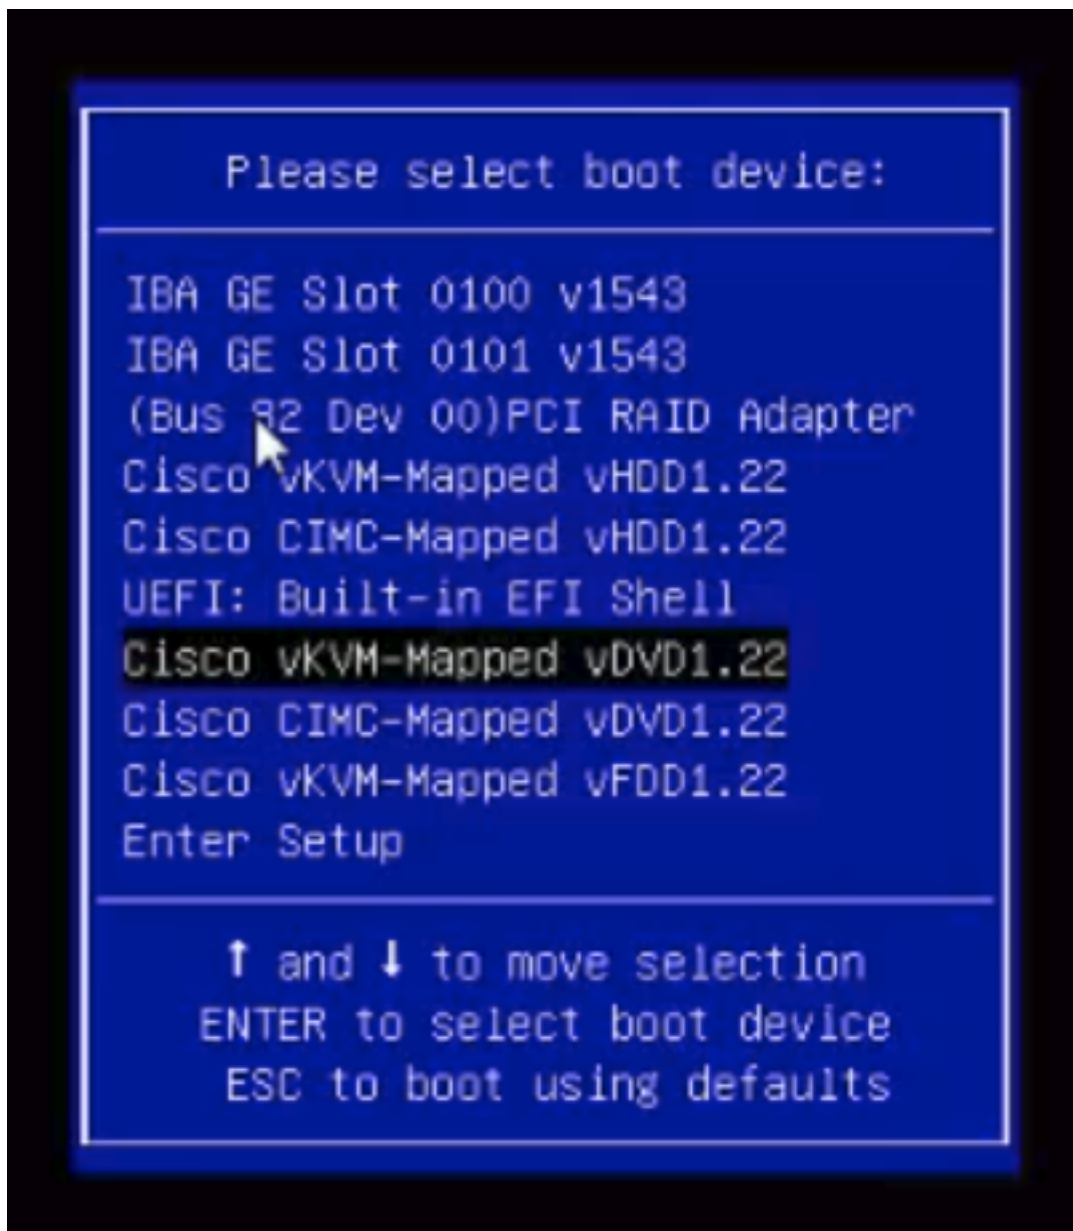 Please select boot device:
IBA GE Slot 0100 v1543
IBA GE Slot 0101 v1543
(Bus 82 Dev 00)PCI RAID Adapter
Cisco vKVM-Mapped vHDD1.22
Cisco CIMC-Mapped vHDD1.22
UEFI: Built-in EFI Shell
Cisco vKVM-Mapped vDVD1.22
Cisco CIMC-Mapped vDVD1.22
Cisco vKVM-Mapped vFDD1.22
Enter Setup
↑ and ↓ to move selection
ENTER to select boot device
ESC to boot using defaults